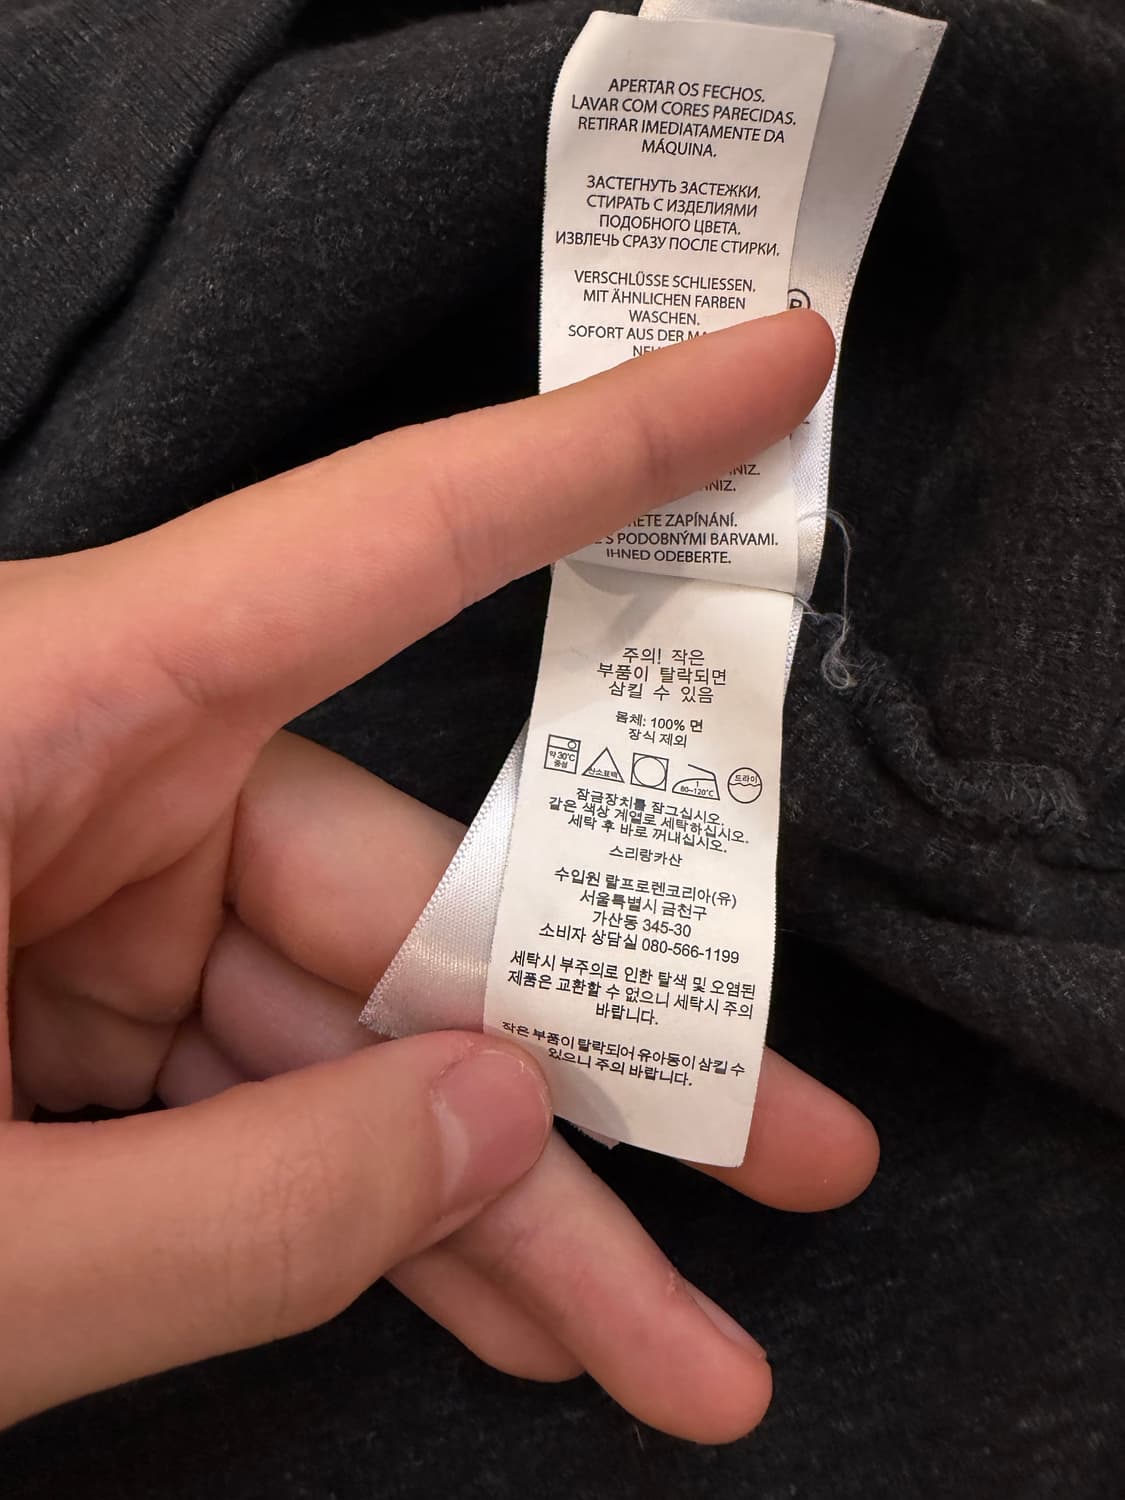 APERTAR OS FECHOS.
LAVAR COM CORES PARECIDAS.
RETIRAR IMEDIATAMENTE DA
MÁQUINA.
ЗАСТЕГНУТЬ ЗАСТЕЖКИ.
СТИРАТЬ С ИЗДЕЛИЯМИ
ПОДОБНОГО ЦВЕТА.
ИЗВЛЕЧЬ СРАЗУ ПОСЛЕ СТИРКИ.
VERSCHLÜSSE SCHLIESSEN.
MIT ÄHNLICHEN FARBEN
WASCHEN.
SOFORT AUS DER
ZAPÍNÁNÍ.
S PODOBNÝMI BARVAMI.
IHNED ODEBERTE.
주의! 작은
부품이 탈락되면
삼킬 수 있음
몸체: 100% 면
장식 제외
약 30℃
중성
산소표백
1
80~120℃
드라이
잠금장치를 잠그십시오.
같은 색상 계열로 세탁하십시오.
세탁 후 바로 꺼내십시오.
스리랑카산
수입원 랄프로렌코리아(유)
서울특별시 금천구
가산동 345-30
소비자 상담실 080-566-1199
세탁시 부주의로 인한 탈색 및 오염된
제품은 교환할 수 없으니 세탁시 주의
바랍니다.
작은 부품이 탈락되어 유아동이 삼킬 수
있으니 주의 바랍니다.